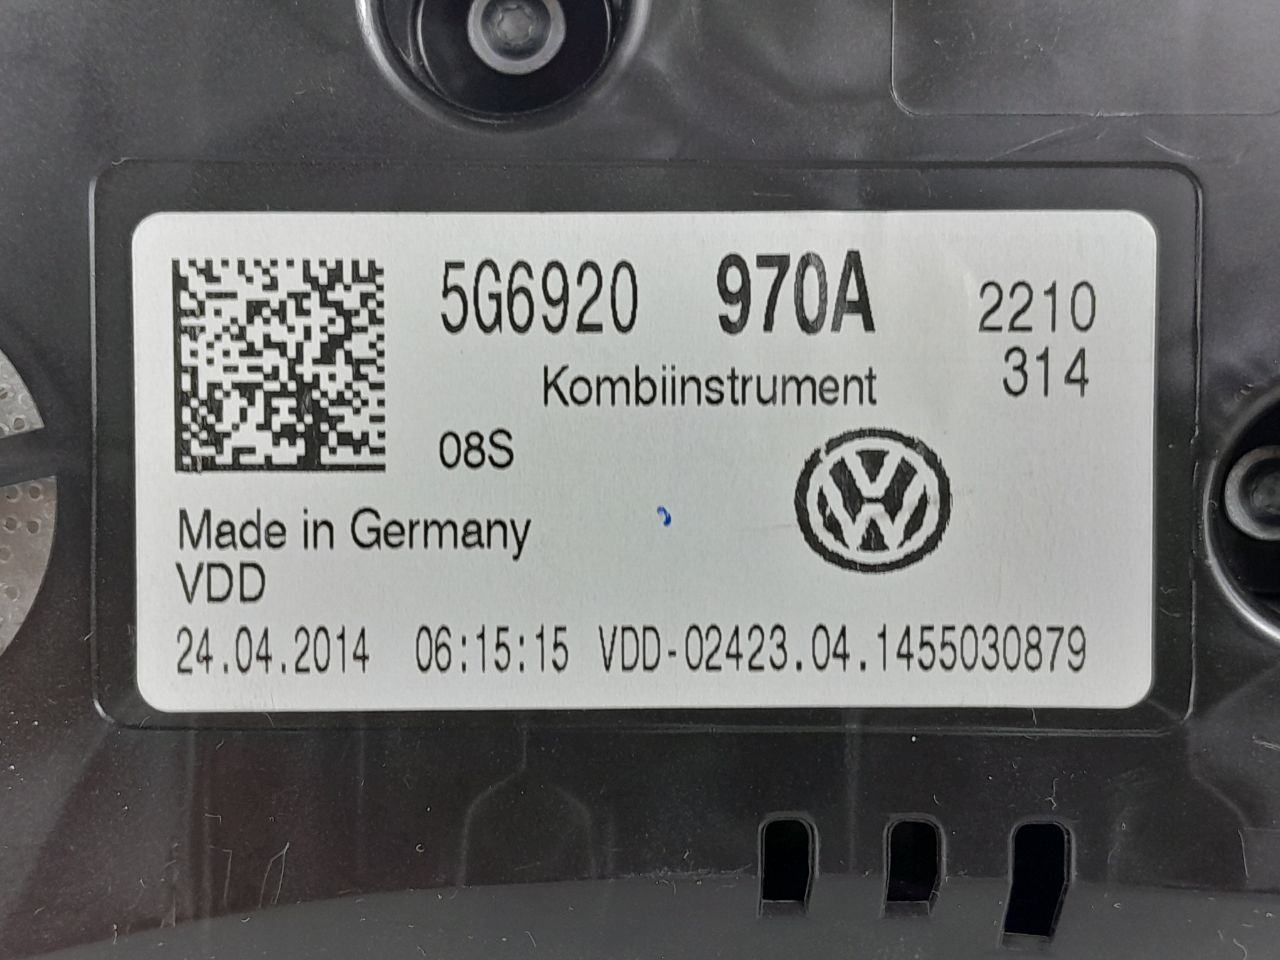 5G6920 970A 2210
314
Kombiinstrument
08S
Made in Germany
VDD
24.04.2014 06:15:15 VDD-02423.04.1455030879